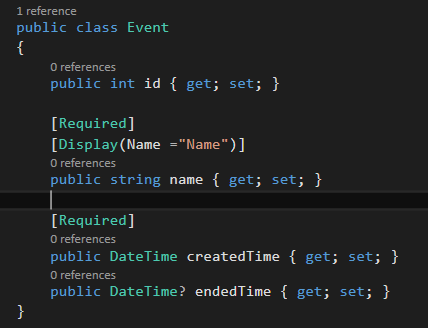 1 reference
public class Event
{
0 references
public int id { get; set; }
[Required]
[Display(Name ="Name")]
0 references
public string name { get; set; }
[Required]
0 references
public DateTime createdTime { get; set; }
0 references
public DateTime? endedTime { get; set; }
}